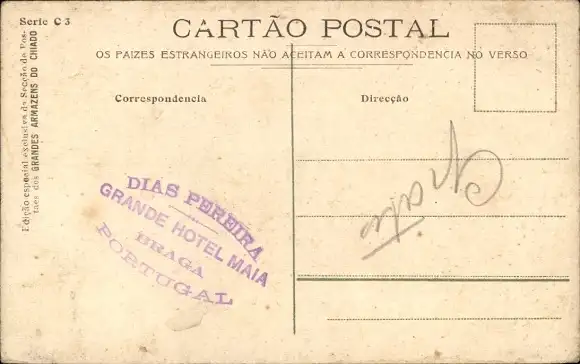 Serie C 3
CARTÃO POSTAL
OS PAIZES ESTRANGEIROS NÃO ACEITAM A CORRESPONDENCIA NO VERSO
Edição especial exclusiva da Secção de Pos-
taes dos GRANDES ARMAZENS DO CHIADO
Correspondencia
Direcção
DIAS PEREIRA
GRANDE HOTEL MAIA
BRAGA
PORTUGAL